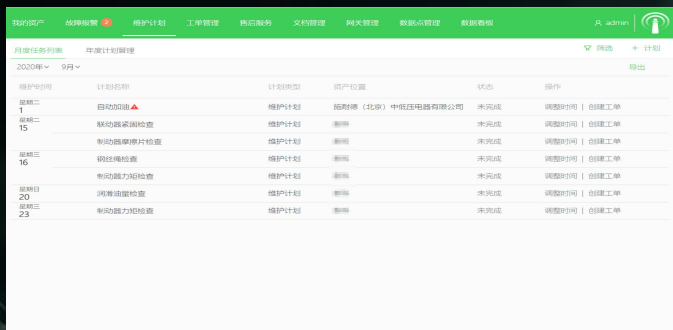 我的资产 故障报警 2 维护计划 工单管理 售后服务 文档管理 网关管理 数据点管理 数据看板 admin
月度任务列表 年度计划管理 筛选 + 计划
2020年 9月 导出
维护时间 计划名称 计划类型 资产位置 状态 操作
星期二
1 自动加油 维护计划 施耐德（北京）中低压电器有限公司 未完成 调整时间 | 创建工单
星期二
15 联动器紧固检查 维护计划 未完成 调整时间 | 创建工单
制动器摩擦片检查 维护计划 未完成 调整时间 | 创建工单
星期三
16 钢丝绳检查 维护计划 未完成 调整时间 | 创建工单
制动器力矩检查 维护计划 未完成 调整时间 | 创建工单
星期日
20 润滑油量检查 维护计划 未完成 调整时间 | 创建工单
星期三
23 制动器力矩检查 维护计划 未完成 调整时间 | 创建工单